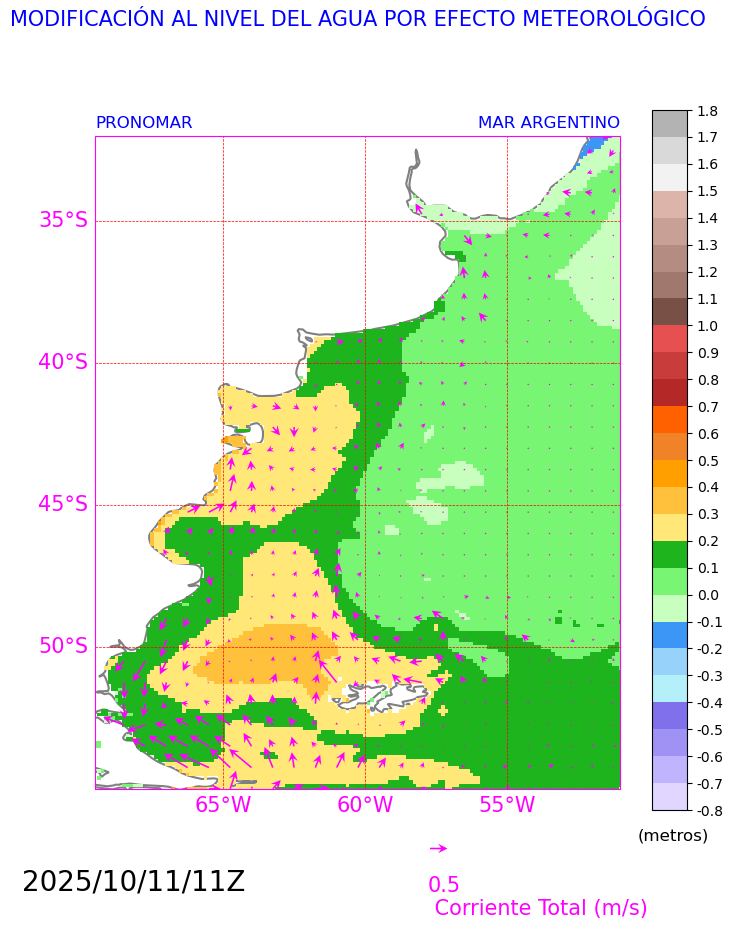 MODIFICACIÓN AL NIVEL DEL AGUA POR EFECTO METEOROLÓGICO
PRONOMAR MAR ARGENTINO
35°S
40°S
45°S
50°S
65°W 60°W 55°W
1.8
1.7
1.6
1.5
1.4
1.3
1.2
1.1
1.0
0.9
0.8
0.7
0.6
0.5
0.4
0.3
0.2
0.1
0.0
-0.1
-0.2
-0.3
-0.4
-0.5
-0.6
-0.7
-0.8
(metros)
2025/10/11/11Z
0.5
Corriente Total (m/s)